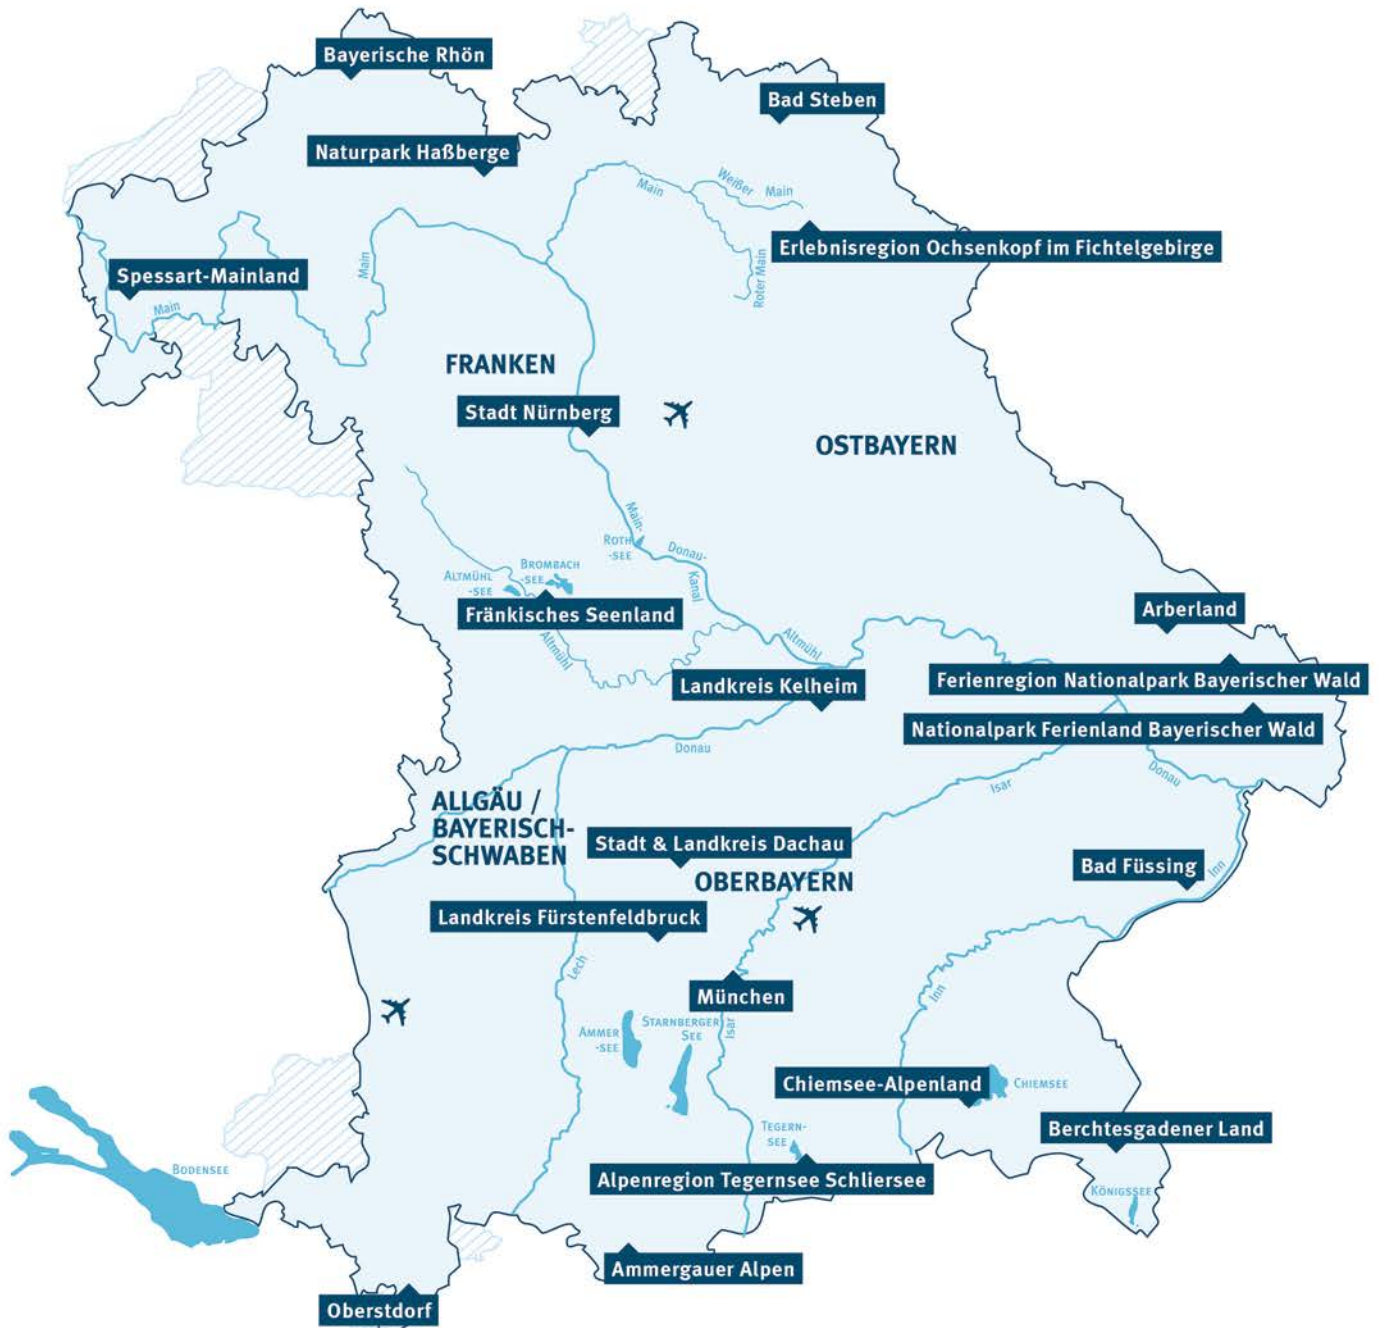 Bayerische Rhön
Bad Steben
Naturpark Haßberge
Main
Weißer
Main
Erlebnisregion Ochsenkopf im Fichtelgebirge
Spessart-Mainland
Main
Roter Main
Main
FRANKEN
Stadt Nürnberg
OSTBAYERN
Main-
Donau-
Kanal
ROTH
-SEE
BROMBACH
-SEE
ALTMÜHL
-SEE
Fränkisches Seenland
Altmühl
Altmühl
Arberland
Landkreis Kelheim
Ferienregion Nationalpark Bayerischer Wald
Nationalpark Ferienland Bayerischer Wald
Donau
Donau
Isar
ALLGÄU /
BAYERISCH-
SCHWABEN
Stadt & Landkreis Dachau
OBERBAYERN
Bad Füssing
Inn
Landkreis Fürstenfeldbruck
Lech
München
Inn
AMMER
-SEE
STARNBERGER
SEE
Isar
Chiemsee-Alpenland
CHIEMSEE
TEGERN-
SEE
Berchtesgadener Land
BODENSEE
Alpenregion Tegernsee Schliersee
KÖNIGSSEE
Ammergauer Alpen
Oberstdorf